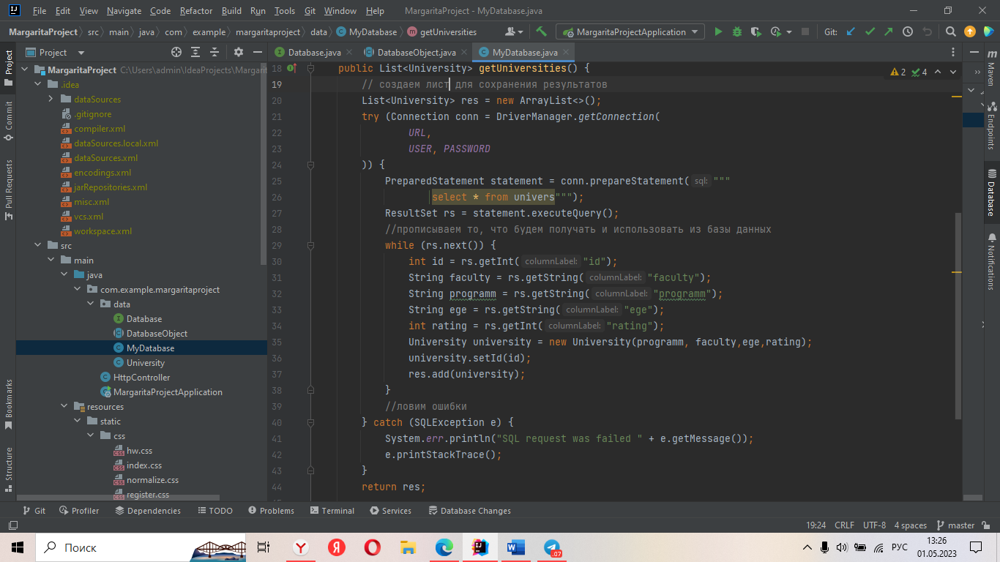 File Edit View Navigate Code Refactor Build Run Tools Git Window Help MargaritaProject - MyDatabase.java
MargaritaProject src main java com example margaritaproject data MyDatabase getUniversities MargaritaProjectApplication Git:
Project Database.java DatabaseObject.java MyDatabase.java
MargaritaProject C:\Users\admin\IdeaProjects\Margarit
.idea
dataSources
.gitignore
compiler.xml
dataSources.local.xml
dataSources.xml
encodings.xml
jarRepositories.xml
misc.xml
vcs.xml
workspace.xml
src
main
java
com.example.margaritaproject
data
Database
DatabaseObject
MyDatabase
University
HttpController
MargaritaProjectApplication
resources
static
css
hw.css
index.css
normalize.css
register.css
18 public List<University> getUniversities() {
2 4
19 // создаем лист для сохранения результатов
20 List<University> res = new ArrayList<>();
21 try (Connection conn = DriverManager.getConnection(
22 URL,
23 USER, PASSWORD
24 )) {
25 PreparedStatement statement = conn.prepareStatement( sql: """
26 select * from univers""");
27 ResultSet rs = statement.executeQuery();
28 //прописываем то, что будем получать и использовать из базы данных
29 while (rs.next()) {
30 int id = rs.getInt( columnLabel: "id");
31 String faculty = rs.getString( columnLabel: "faculty");
32 String programm = rs.getString( columnLabel: "programm");
33 String ege = rs.getString( columnLabel: "ege");
34 int rating = rs.getInt( columnLabel: "rating");
35 University university = new University(programm, faculty,ege,rating);
36 university.setId(id);
37 res.add(university);
38 }
39 //ловим ошибки
40 } catch (SQLException e) {
41 System.err.println("SQL request was failed " + e.getMessage());
42 e.printStackTrace();
43 }
44 return res;
Project
Commit
Pull Requests
Bookmarks
Structure
Maven
Endpoints
Database
Notifications
Git Profiler Dependencies TODO Problems Terminal Services Database Changes
19:24 CRLF UTF-8 4 spaces master
Поиск
.07
РУС
13:26
01.05.2023